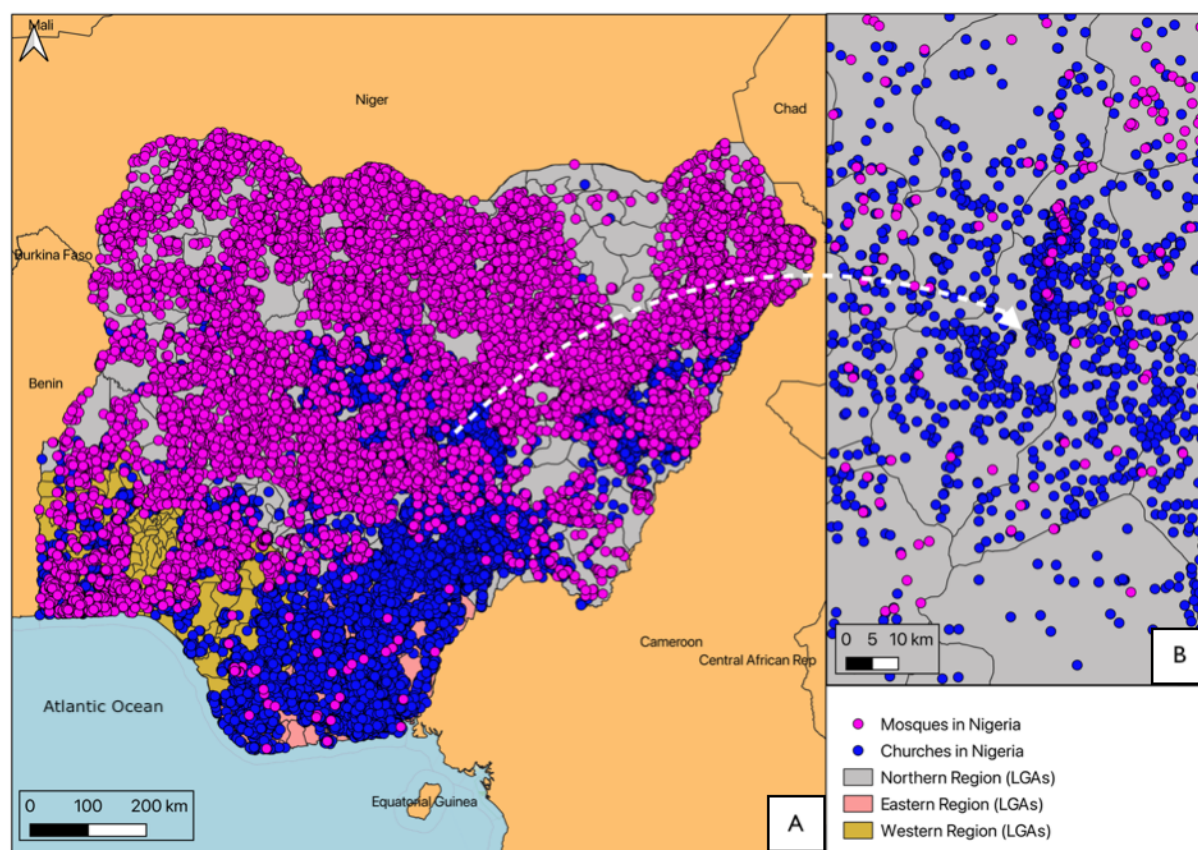 Mali
Niger
Chad
Burkina Faso
Benin
Cameroon
Central African Rep
Atlantic Ocean
Equatorial Guinea
0 100 200 km
A
0 5 10 km
B
Mosques in Nigeria
Churches in Nigeria
Northern Region (LGAs)
Eastern Region (LGAs)
Western Region (LGAs)